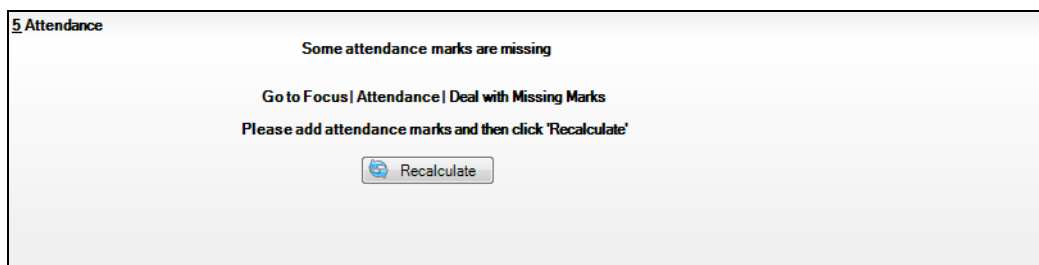 5 Attendance
Some attendance marks are missing
Go to Focus | Attendance | Deal with Missing Marks
Please add attendance marks and then click 'Recalculate'
Recalculate